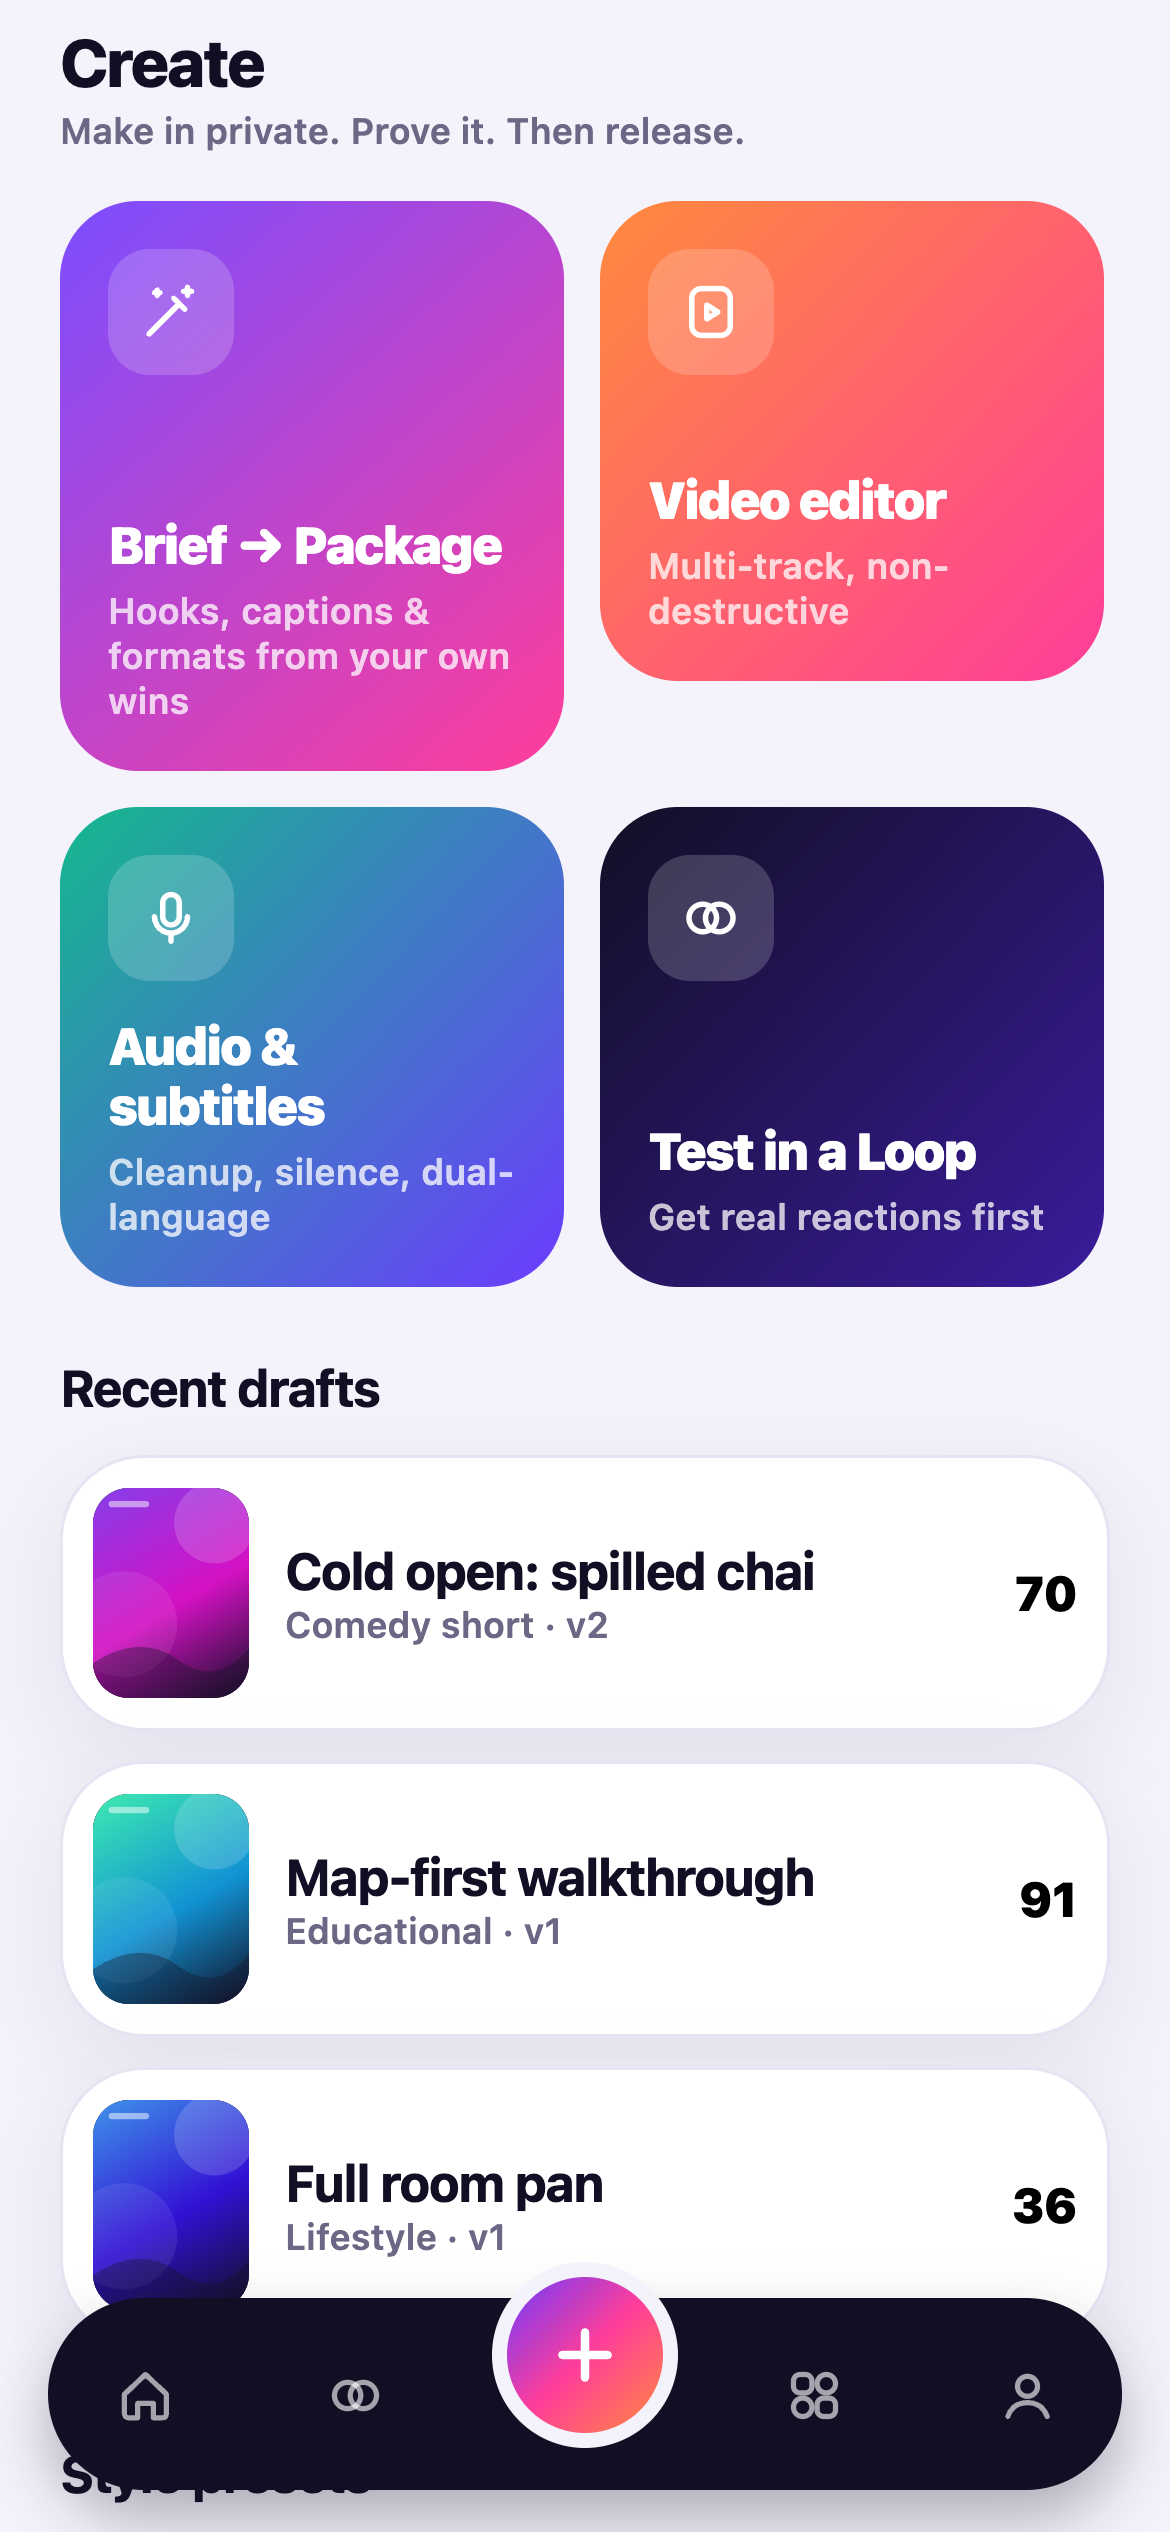 Create
Make in private. Prove it. Then release.
Brief → Package
Hooks, captions &
formats from your own
wins
Video editor
Multi-track, non-
destructive
Audio &
subtitles
Cleanup, silence, dual-
language
Test in a Loop
Get real reactions first
Recent drafts
Cold open: spilled chai
Comedy short · v2
70
Map-first walkthrough
Educational · v1
91
Full room pan
Lifestyle · v1
36
Style presets